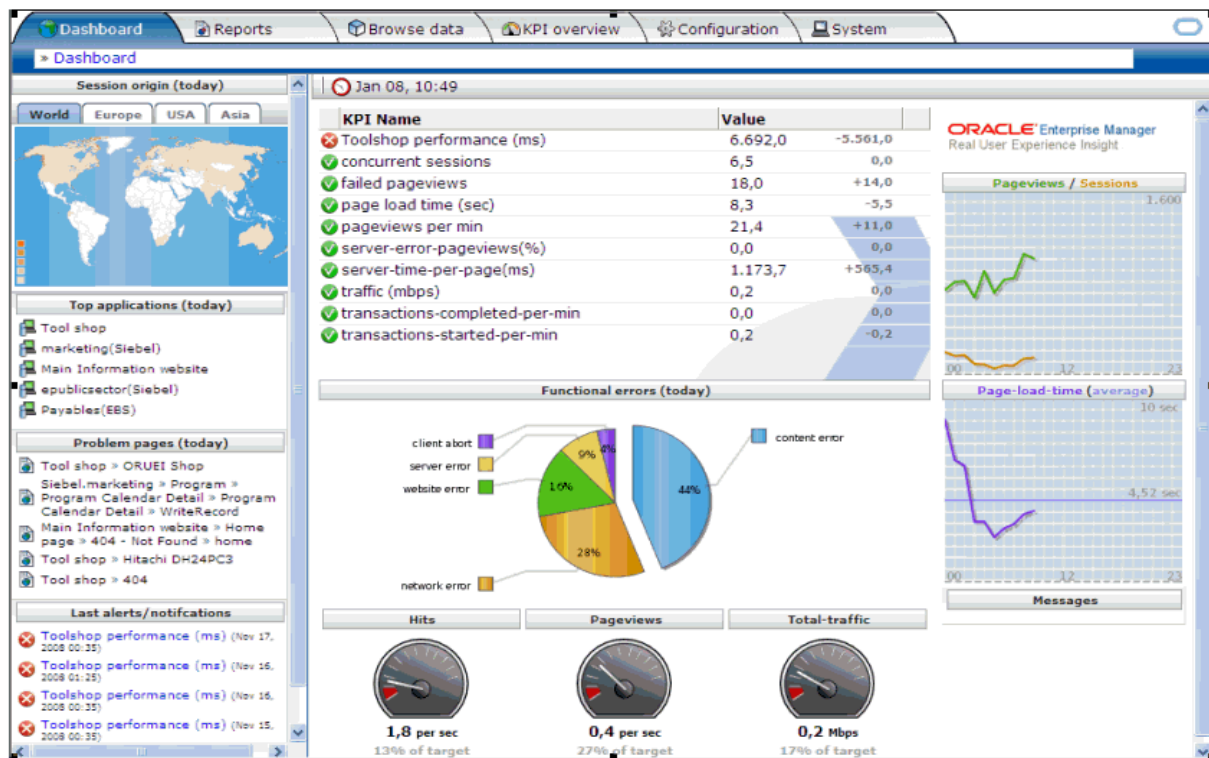 Dashboard
Reports
Browse data
KPI overview
Configuration
System
» Dashboard
Session origin (today)
World
Europe
USA
Asia
Top applications (today)
Tool shop
marketing(Siebel)
Main Information website
epublicsector(Siebel)
Payables(EBS)
Problem pages (today)
Tool shop » ORUEI Shop
Siebel.marketing » Program »
Program Calendar Detail » Program
Calendar Detail » WriteRecord
Main Information website » Home
page » 404 - Not Found » home
Tool shop » Hitachi DH24PC3
Tool shop » 404
Last alerts/notifcations
Toolshop performance (ms) (Nov 17,
2008 00:35)
Toolshop performance (ms) (Nov 16,
2008 01:25)
Toolshop performance (ms) (Nov 16,
2008 00:35)
Toolshop performance (ms) (Nov 15,
2008 00:35)
Jan 08, 10:49
KPI Name Value
Toolshop performance (ms) 6.692,0 -5.561,0
concurrent sessions 6,5 0,0
failed pageviews 18,0 +14,0
page load time (sec) 8,3 -5,5
pageviews per min 21,4 +11,0
server-error-pageviews(%) 0,0 0,0
server-time-per-page(ms) 1.173,7 +565,4
traffic (mbps) 0,2 0,0
transactions-completed-per-min 0,0 0,0
transactions-started-per-min 0,2 -0,2
Functional errors (today)
client abort
server error
website error
network error
content error
4%
9%
16%
28%
44%
Hits
1,8 per sec
13% of target
Pageviews
0,4 per sec
27% of target
Total-traffic
0,2 Mbps
17% of target
ORACLE Enterprise Manager
Real User Experience Insight
Pageviews / Sessions
1.600
00 12 23
Page-load-time (average)
10 sec
4,52 sec
00 12 23
Messages